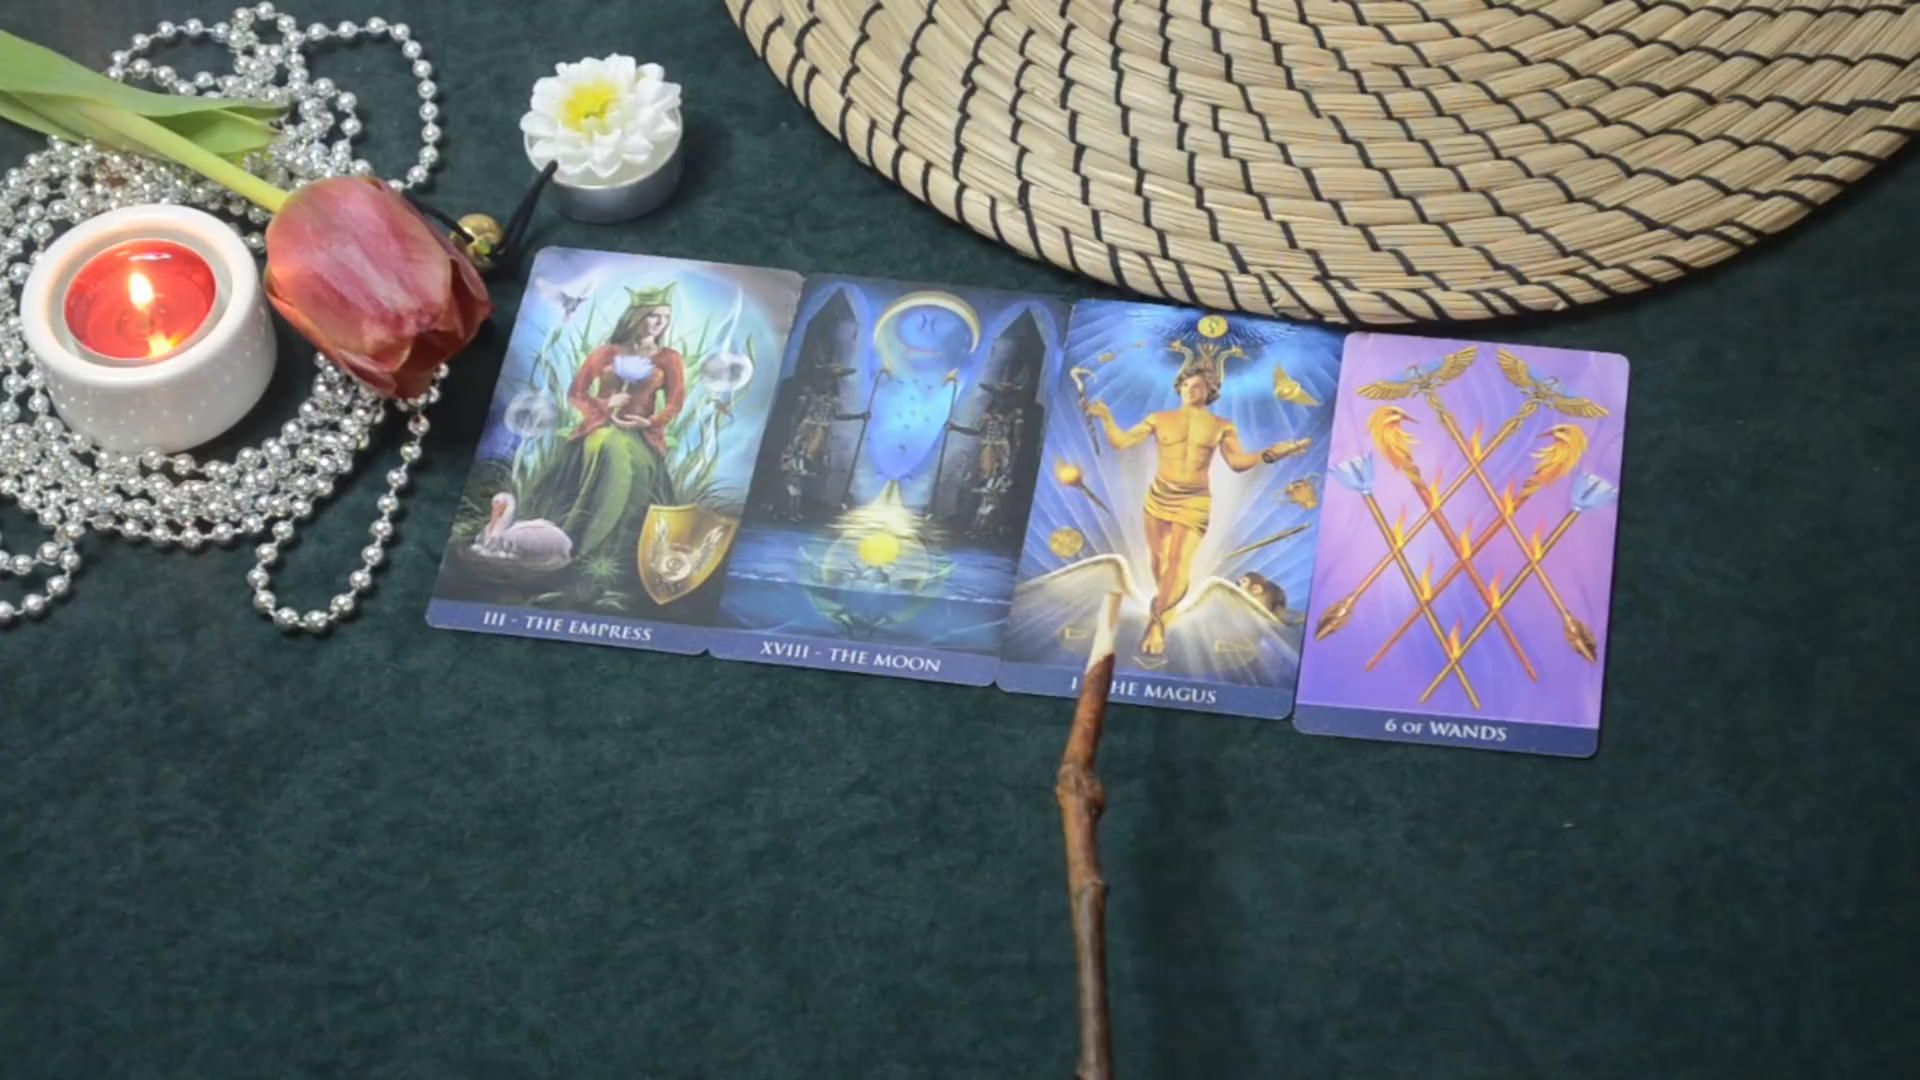 III - THE EMPRESS
XVIII - THE MOON
I HE MAGUS
6 OF WANDS